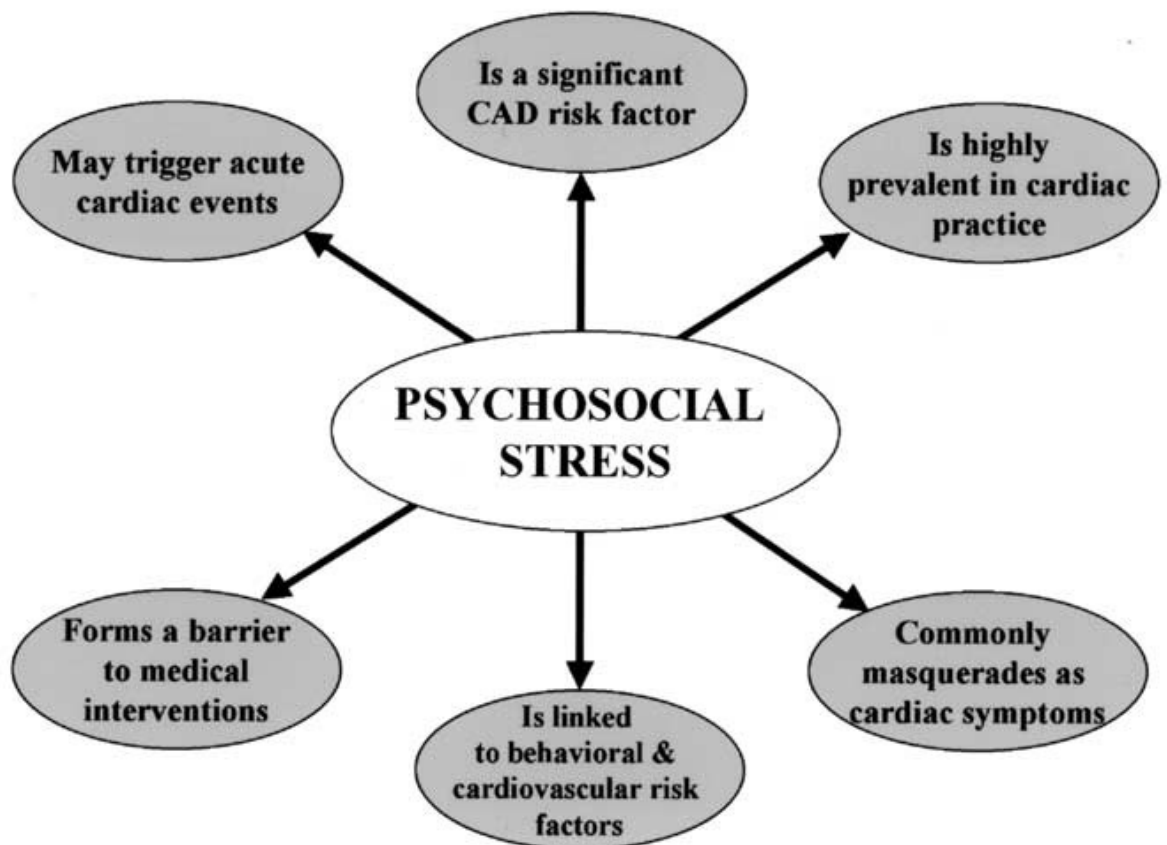 Is a significant
CAD risk factor
May trigger acute
cardiac events
Is highly
prevalent in cardiac
practice
PSYCHOSOCIAL
STRESS
Forms a barrier
to medical
interventions
Is linked
to behavioral &
cardiovascular risk
factors
Commonly
masquerades as
cardiac symptoms